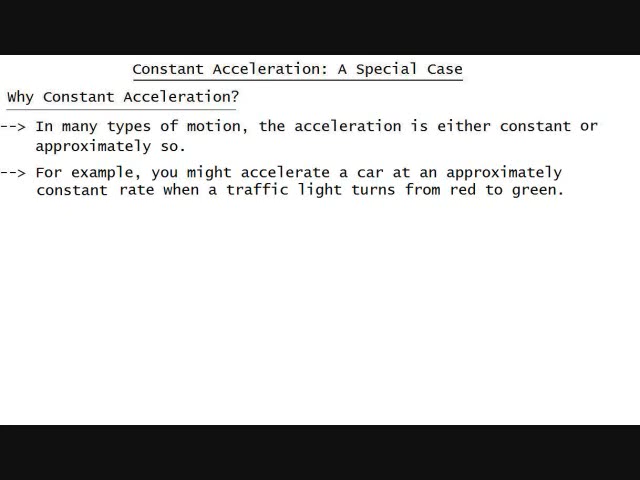 Constant Acceleration: A Special Case
Why Constant Acceleration?
--> In many types of motion, the acceleration is either constant or
approximately so.
--> For example, you might accelerate a car at an approximately
constant rate when a traffic light turns from red to green.